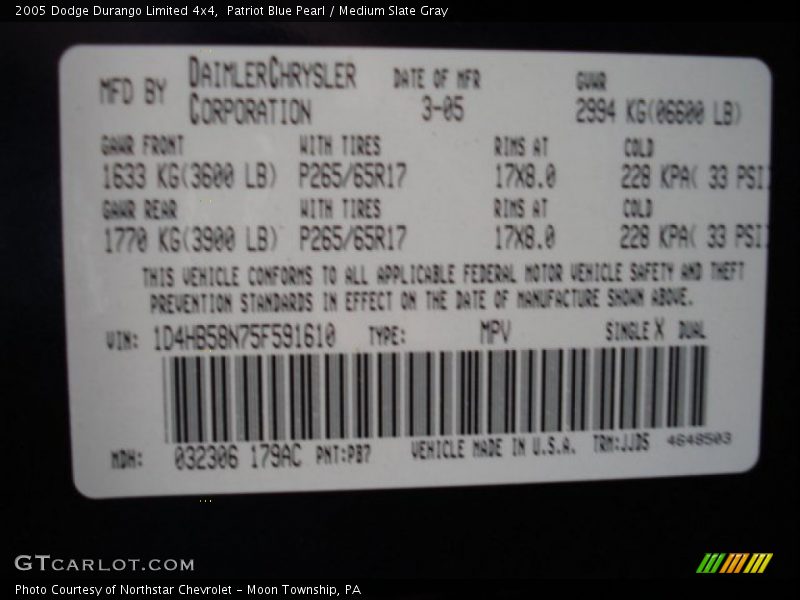 2005 Dodge Durango Limited 4x4,  Patriot Blue Pearl / Medium Slate Gray
MFD BY DAIMLERCHRYSLER CORPORATION DATE OF MFR 3-05 GVWR 2994 KG(06600 LB)
GAWR FRONT WITH TIRES RIMS AT COLD
1633 KG(3600 LB) P265/65R17 17X8.0 228 KPA( 33 PSI)
GAWR REAR WITH TIRES RIMS AT COLD
1770 KG(3900 LB) P265/65R17 17X8.0 228 KPA( 33 PSI)
THIS VEHICLE CONFORMS TO ALL APPLICABLE FEDERAL MOTOR VEHICLE SAFETY AND THEFT
PREVENTION STANDARDS IN EFFECT ON THE DATE OF MANUFACTURE SHOWN ABOVE.
VIN: 1D4HB58N75F591610 TYPE: MPV SINGLE X DUAL
MDH: 032306 179AC PNT:PB7 VEHICLE MADE IN U.S.A. TRM:JJD5 4648503
GTCARLOT.COM
Photo Courtesy of Northstar Chevrolet - Moon Township, PA